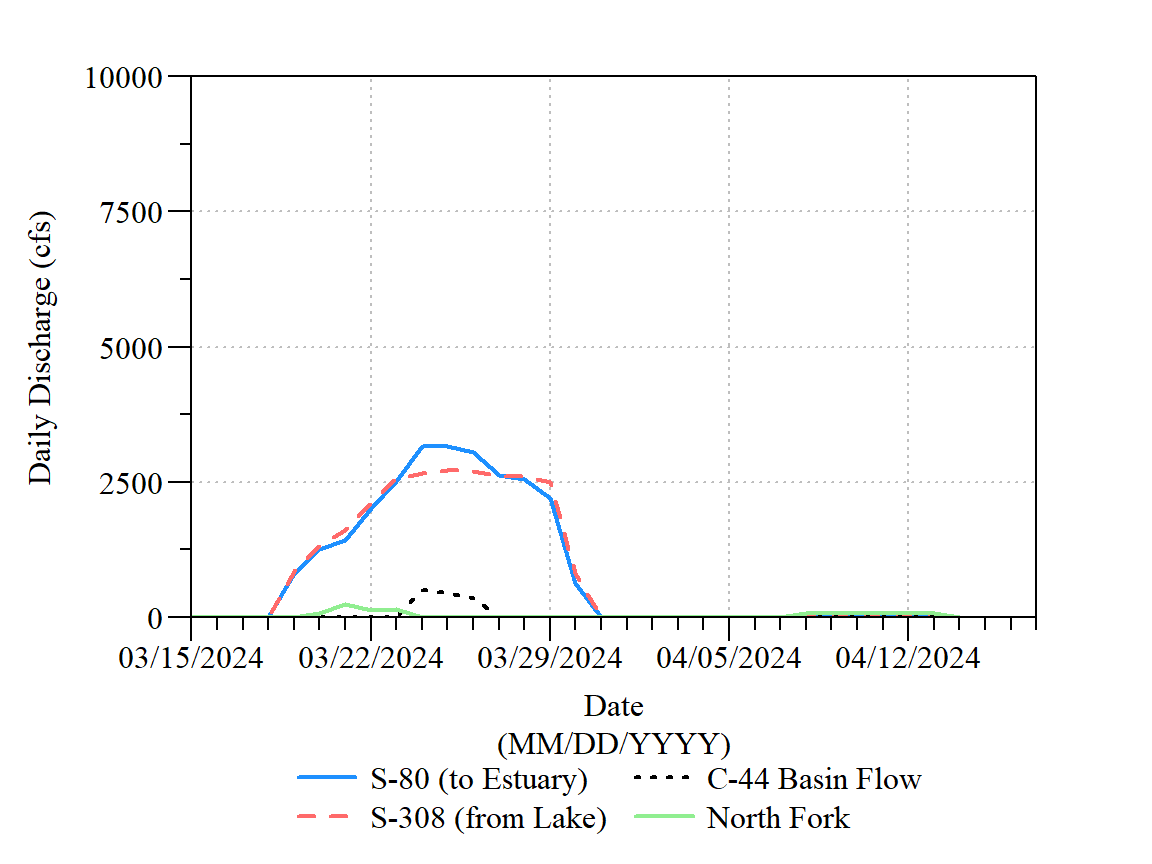 10000
7500
5000
2500
0
Daily Discharge (cfs)
03/15/2024 03/22/2024 03/29/2024 04/05/2024 04/12/2024
Date
(MM/DD/YYYY)
S-80 (to Estuary) C-44 Basin Flow
S-308 (from Lake) North Fork